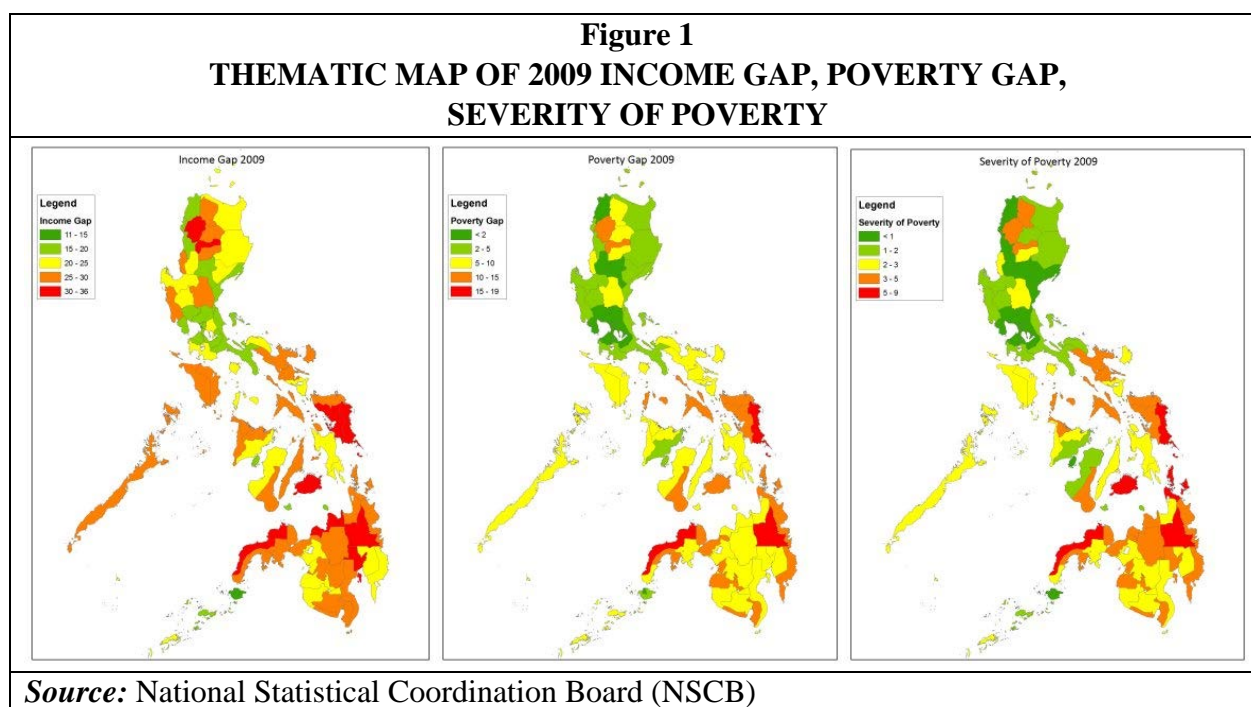 Figure 1
THEMATIC MAP OF 2009 INCOME GAP, POVERTY GAP,
SEVERITY OF POVERTY
Income Gap 2009
Legend
Income Gap
11 - 15
15 - 20
20 - 25
25 - 30
30 - 36
Poverty Gap 2009
Legend
Poverty Gap
< 2
2 - 5
5 - 10
10 - 15
15 - 19
Severity of Poverty 2009
Legend
Severity of Poverty
< 1
1 - 2
2 - 3
3 - 5
5 - 9
Source: National Statistical Coordination Board (NSCB)